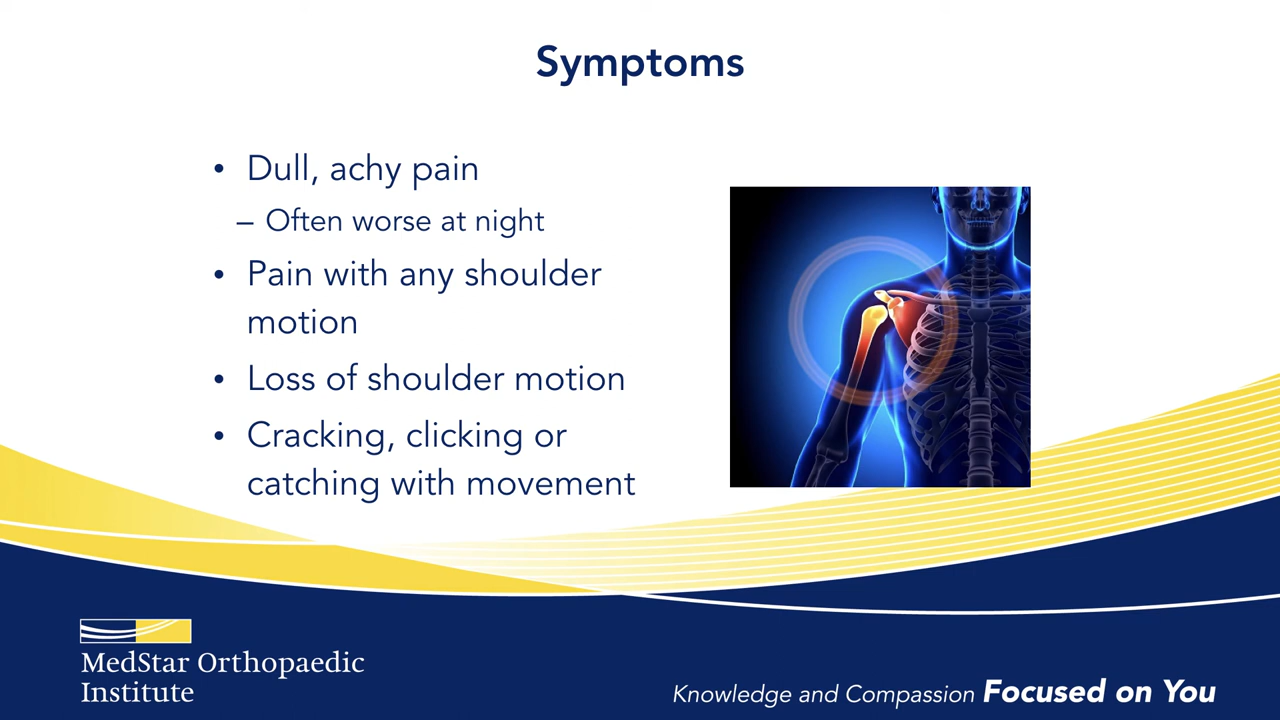 Symptoms
• Dull, achy pain
– Often worse at night
• Pain with any shoulder
motion
• Loss of shoulder motion
• Cracking, clicking or
catching with movement
MedStar Orthopaedic
Institute
Knowledge and Compassion Focused on You